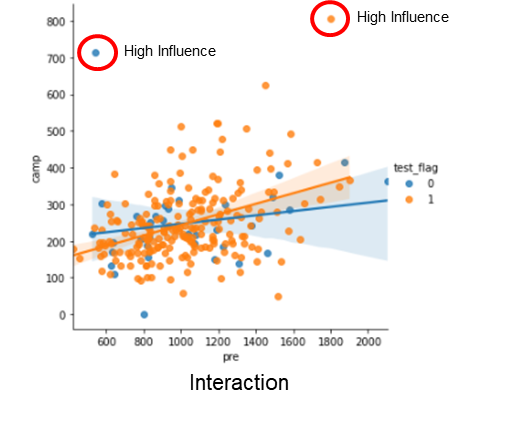 High Influence
High Influence
800
700
600
500
400
300
200
100
0
camp
test_flag
0
1
600 800 1000 1200 1400 1600 1800 2000
pre
Interaction